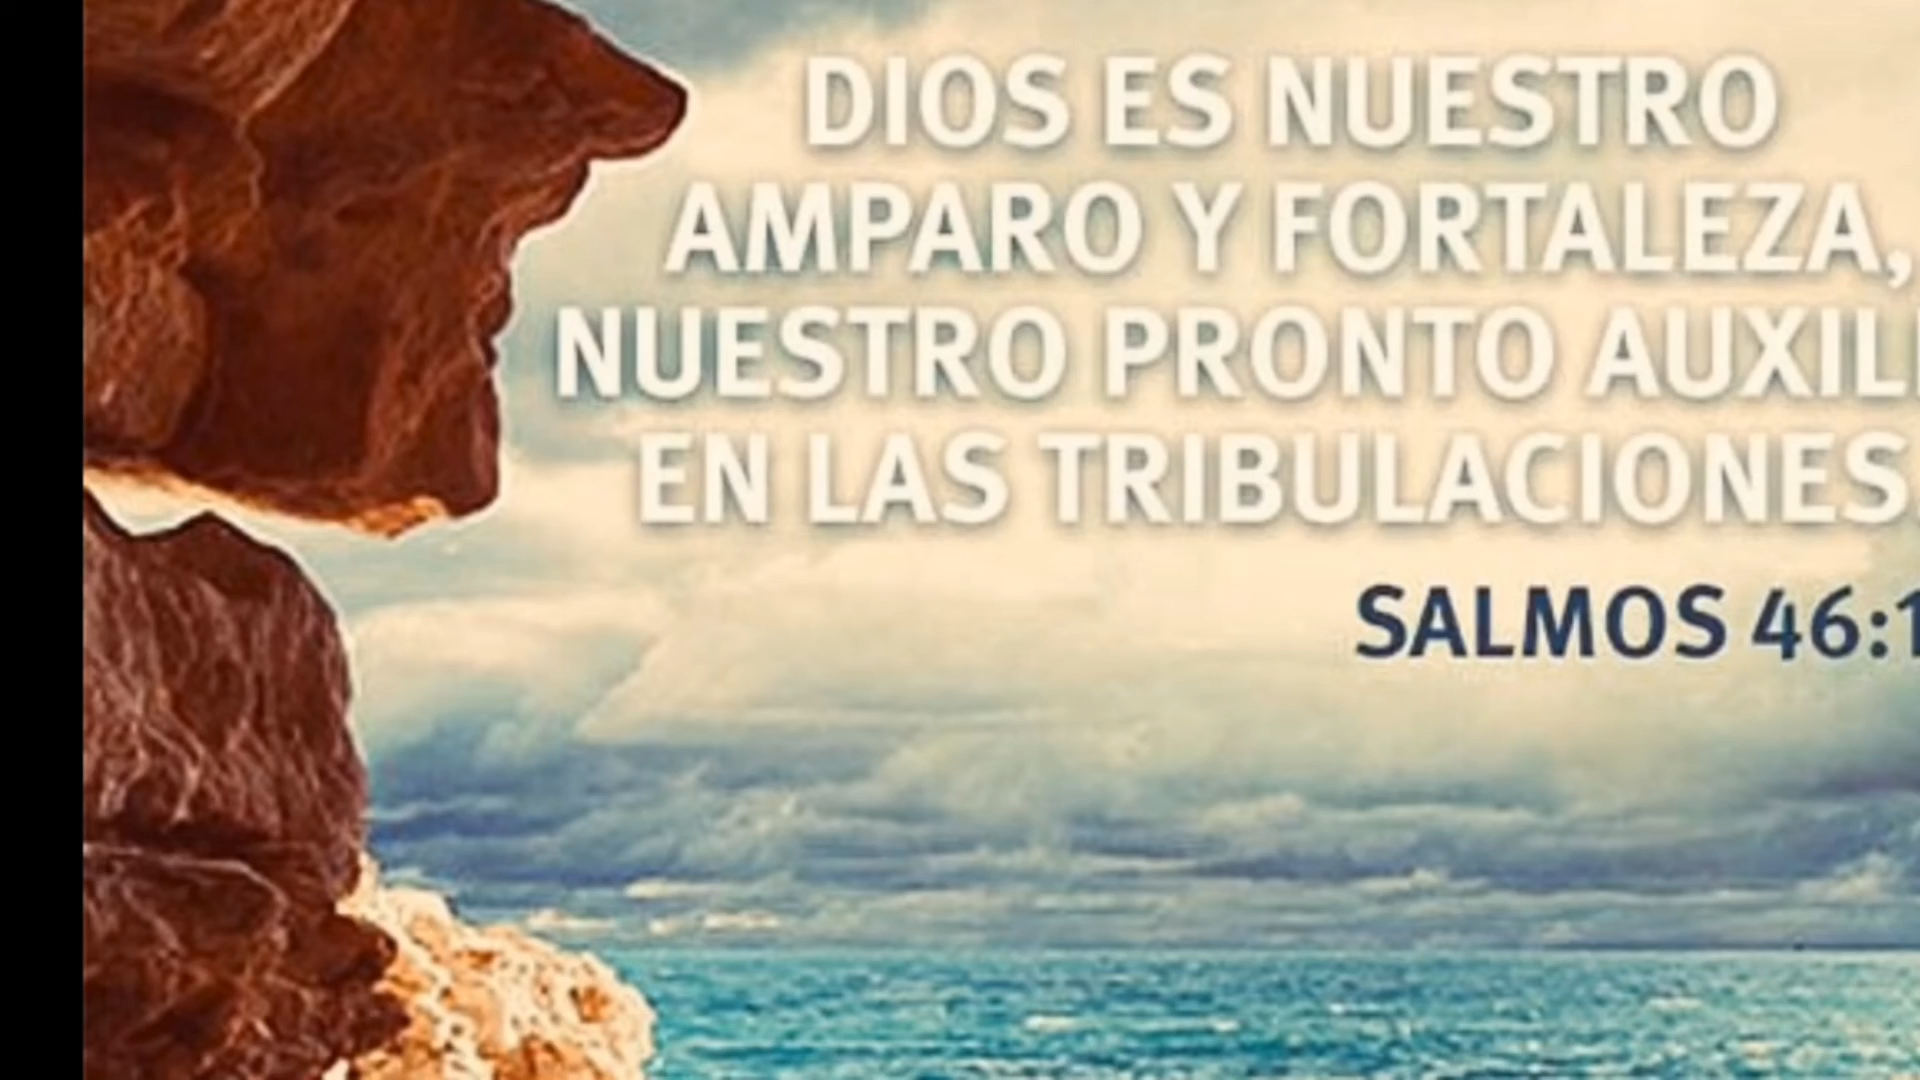 DIOS ES NUESTRO
AMPARO Y FORTALEZA,
NUESTRO PRONTO AUXILI
EN LAS TRIBULACIONES.
SALMOS 46:1